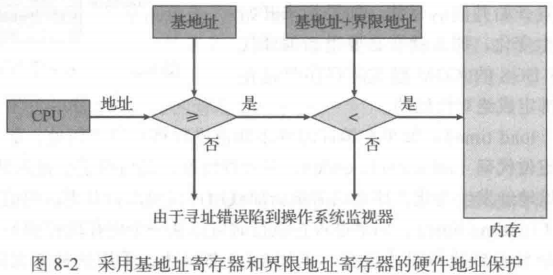 基地址
基地址+界限地址
CPU
地址
≥
是
<
是
否
否
由于寻址错误陷到操作系统监视器
内存
图 8-2 采用基地址寄存器和界限地址寄存器的硬件地址保护